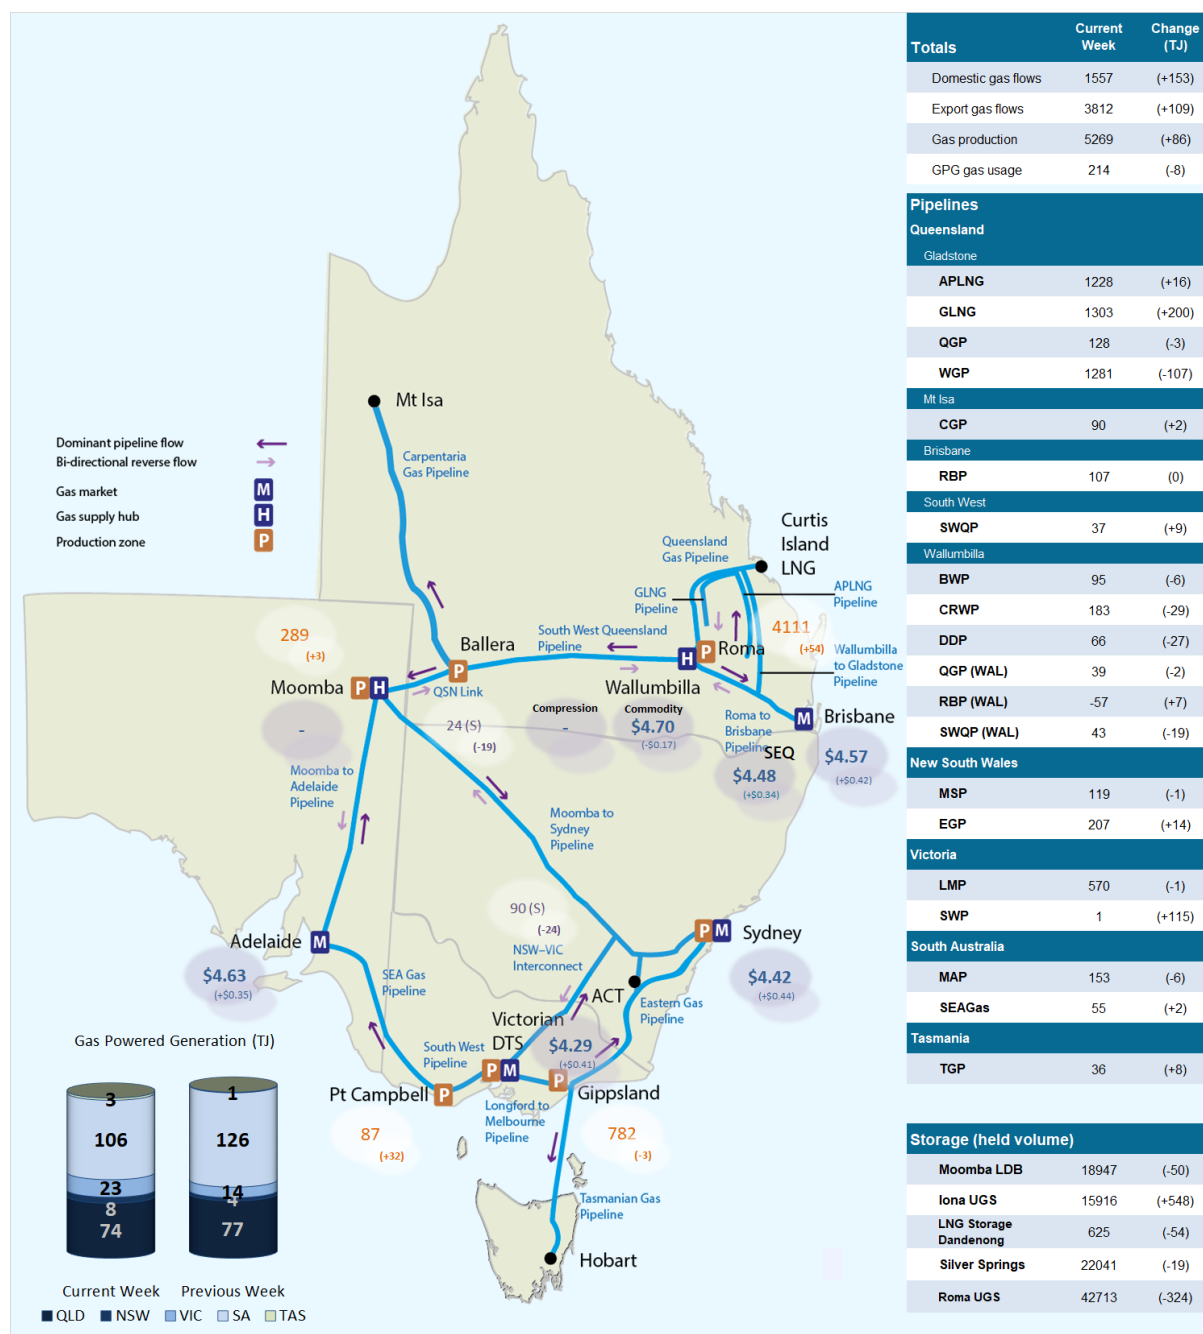 Totals Current Week Change (TJ)
Domestic gas flows 1557 (+153)
Export gas flows 3812 (+109)
Gas production 5269 (+86)
GPG gas usage 214 (-8)
Pipelines
Queensland
Gladstone
APLNG 1228 (+16)
GLNG 1303 (+200)
QGP 128 (-3)
WGP 1281 (-107)
Mt Isa
CGP 90 (+2)
Brisbane
RBP 107 (0)
South West
SWQP 37 (+9)
Wallumbilla
BWP 95 (-6)
CRWP 183 (-29)
DDP 66 (-27)
QGP (WAL) 39 (-2)
RBP (WAL) -57 (+7)
SWQP (WAL) 43 (-19)
New South Wales
MSP 119 (-1)
EGP 207 (+14)
Victoria
LMP 570 (-1)
SWP 1 (+115)
South Australia
MAP 153 (-6)
SEAGas 55 (+2)
Tasmania
TGP 36 (+8)
Storage (held volume)
Moomba LDB 18947 (-50)
Iona UGS 15916 (+548)
LNG Storage
Dandenong 625 (-54)
Silver Springs 22041 (-19)
Roma UGS 42713 (-324)
Mt Isa
Carpentaria
Gas Pipeline
Dominant pipeline flow
Bi-directional reverse flow
Gas market M
Gas supply hub H
Production zone P
Curtis
Island
LNG
Queensland
Gas Pipeline
GLNG
Pipeline
APLNG
Pipeline
4111
(+54)
Wallumbilla
to Gladstone
Pipeline
South West Queensland
Pipeline
H P Roma
Wallumbilla
Ballera
P
QSN Link
289
(+3)
Moomba P H
-
24 (S)
(-19)
Compression
-
Commodity
$4.70
(-$0.17)
Roma to
Brisbane
Pipeline
M Brisbane
SEQ
$4.48
(+$0.34)
$4.57
(+$0.42)
Moomba to
Adelaide
Pipeline
Moomba to
Sydney
Pipeline
90 (S)
(-24)
NSW–VIC
Interconnect
P M Sydney
$4.42
(+$0.44)
ACT
Eastern Gas
Pipeline
Adelaide M
$4.63
(+$0.35)
SEA Gas
Pipeline
Victorian
DTS
$4.29
(+$0.41)
South West
Pipeline
P M
P
Gippsland
Pt Campbell P
87
(+32)
Longford to
Melbourne
Pipeline
782
(-3)
Tasmanian Gas
Pipeline
Hobart
Gas Powered Generation (TJ)
3
106
23
8
74
1
126
14
4
77
Current Week Previous Week
QLD NSW VIC SA TAS